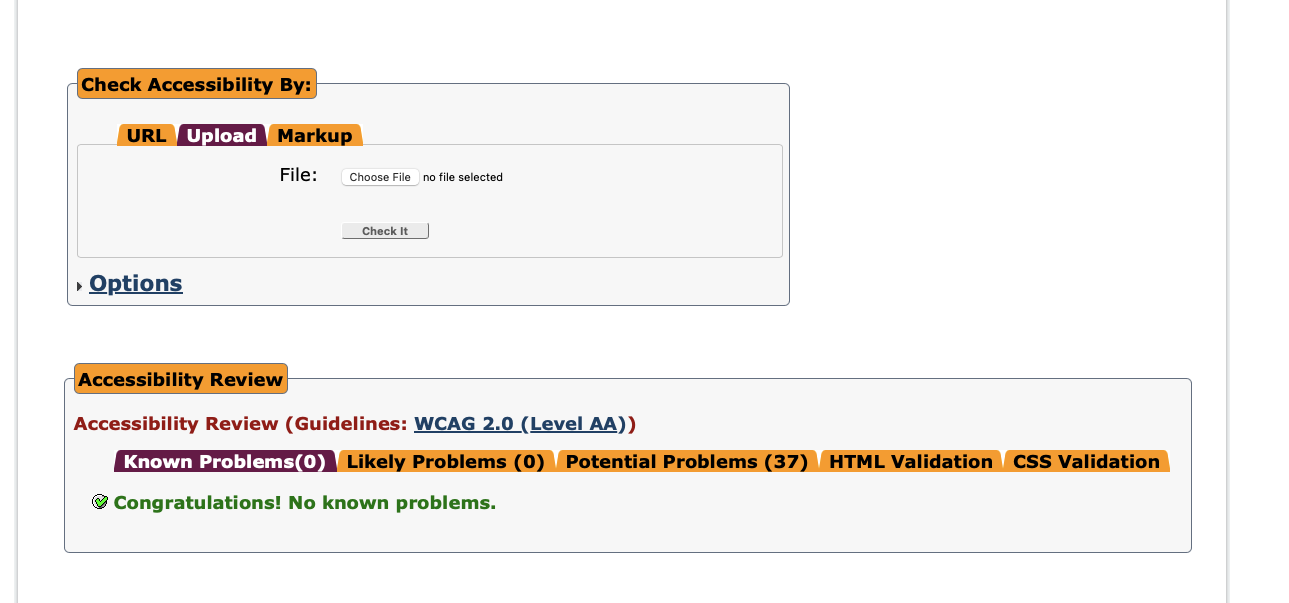 Check Accessibility By:
URL Upload Markup
File: Choose File no file selected
Check It
Options
Accessibility Review
Accessibility Review (Guidelines: WCAG 2.0 (Level AA))
Known Problems(0) Likely Problems (0) Potential Problems (37) HTML Validation CSS Validation
Congratulations! No known problems.